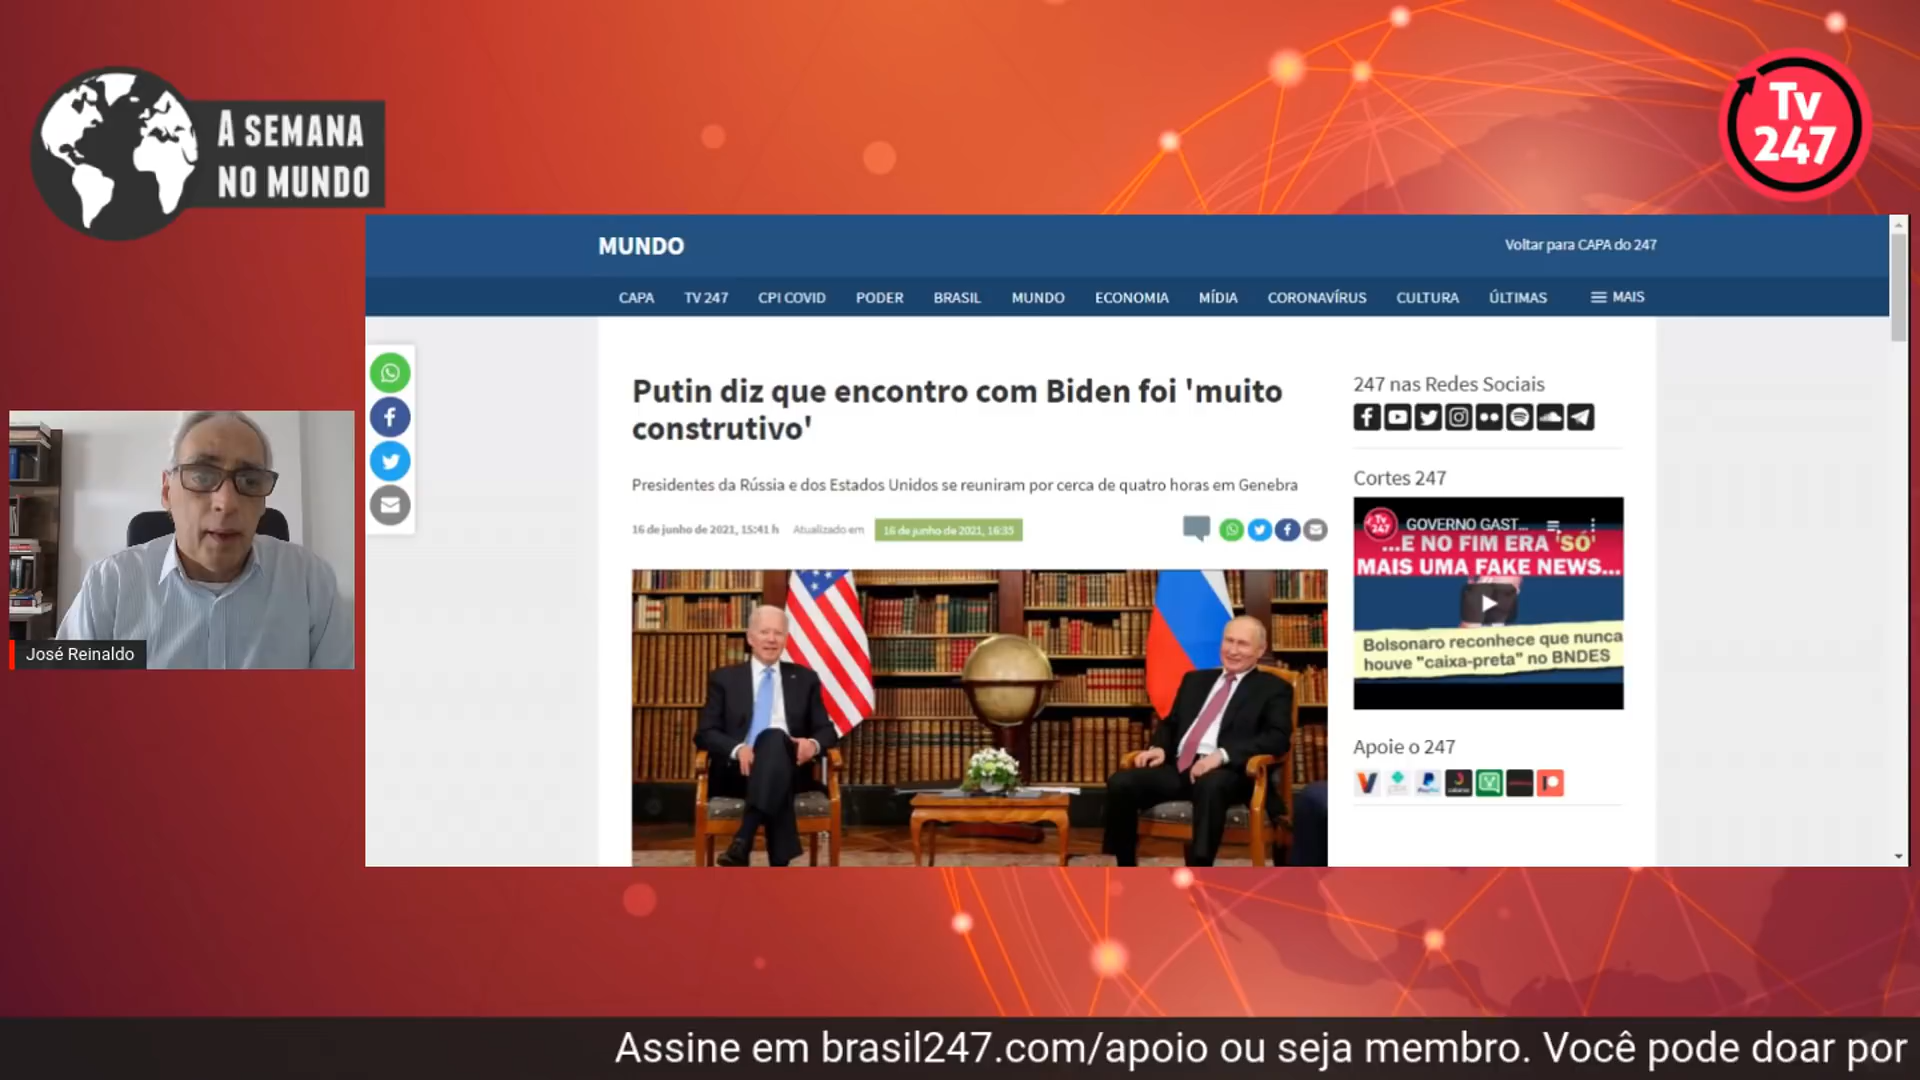 A SEMANA
NO MUNDO
Tv
247
MUNDO
Voltar para CAPA do 247
CAPA TV 247 CPI COVID PODER BRASIL MUNDO ECONOMIA MÍDIA CORONAVÍRUS CULTURA ÚLTIMAS MAIS
Putin diz que encontro com Biden foi 'muito
construtivo'
Presidentes da Rússia e dos Estados Unidos se reuniram por cerca de quatro horas em Genebra
16 de junho de 2021, 15:41 h Atualizado em 16 de junho de 2021, 16:35
247 nas Redes Sociais
Cortes 247
Tv
247
GOVERNO GAST...
...E NO FIM ERA 'SÓ'
MAIS UMA FAKE NEWS...
Bolsonaro reconhece que nunca
houve "caixa-preta" no BNDES
Apoie o 247
José Reinaldo
Assine em brasil247.com/apoio ou seja membro. Você pode doar por